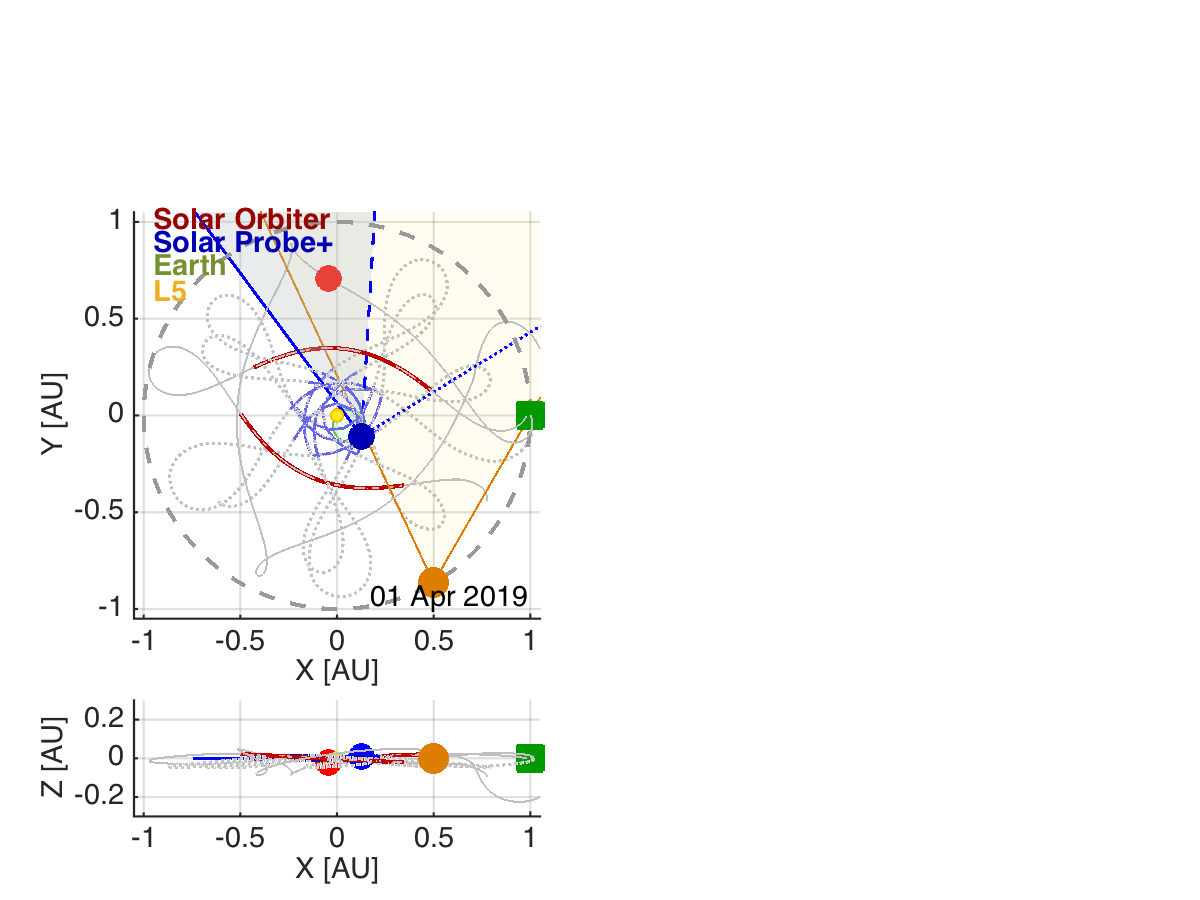 Solar Orbiter
Solar Probe+
Earth
L5
1
0.5
0
-0.5
-1
Y [AU]
01 Apr 2019
-1 -0.5 0 0.5 1
X [AU]
0.2
0
-0.2
Z [AU]
-1 -0.5 0 0.5 1
X [AU]